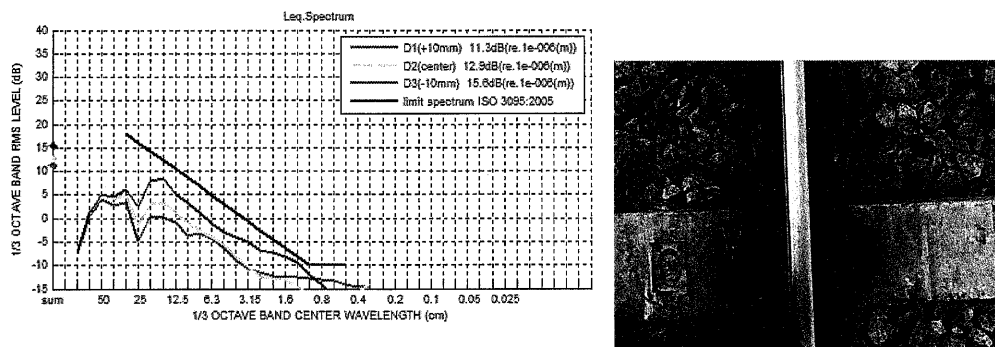 Leq.Spectrum
40
35
30
25
20
15
10
5
0
-5
-10
-15
1/3 OCTAVE BAND RMS LEVEL (dB)
D1(+10mm) 11.3dB{re.1e-006(m)}
D2(center) 12.9dB{re.1e-006(m)}
D3(-10mm) 15.6dB{re.1e-006(m)}
limit spectrum ISO 3095:2005
sum 50 25 12.5 6.3 3.15 1.6 0.8 0.4 0.2 0.1 0.05 0.025
1/3 OCTAVE BAND CENTER WAVELENGTH (cm)